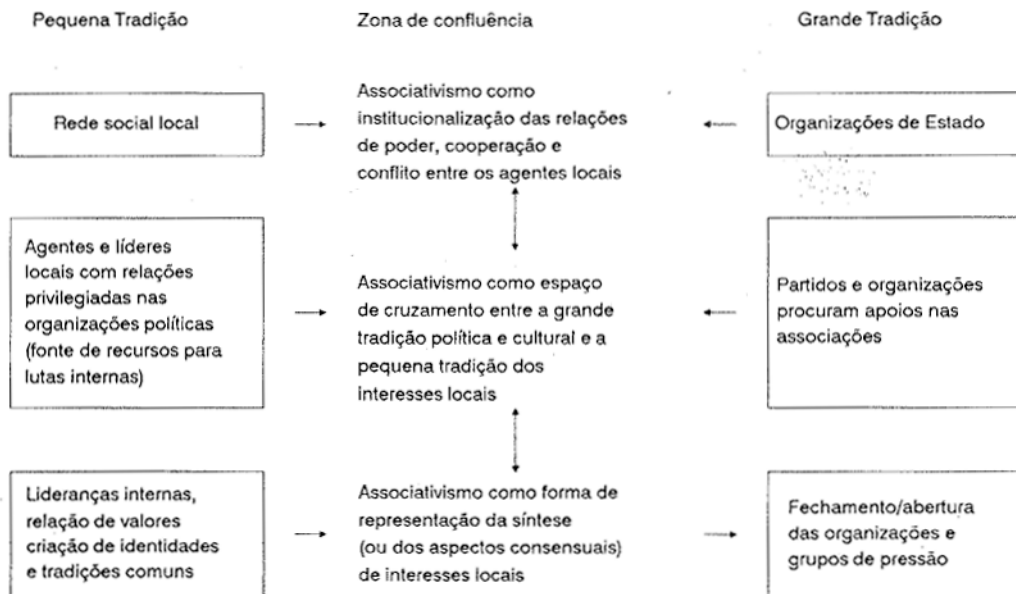 Pequena Tradição
Zona de confluência
Grande Tradição
Rede social local
Associativismo como
institucionalização das relações
de poder, cooperação e
conflito entre os agentes locais
Organizações de Estado
Agentes e líderes
locais com relações
privilegiadas nas
organizações políticas
(fonte de recursos para
lutas internas)
Associativismo como espaço
de cruzamento entre a grande
tradição política e cultural e a
pequena tradição dos
interesses locais
Partidos e organizações
procuram apoios nas
associações
Lideranças internas,
relação de valores
criação de identidades
e tradições comuns
Associativismo como forma de
representação da síntese
(ou dos aspectos consensuais)
de interesses locais
Fechamento/abertura
das organizações e
grupos de pressão